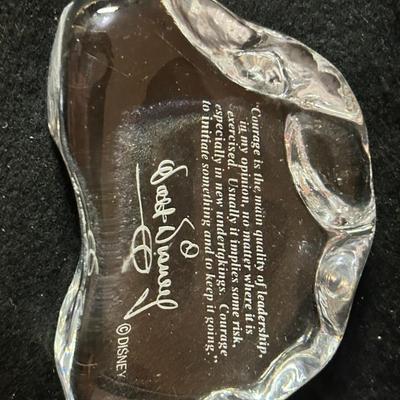 "Courage is the main quality of leadership,
in my opinion, no matter where it is
exercised. Usually it implies some risk,
especially in new undertakings. Courage
to initiate something and to keep it going."
Walt Disney
©DISNEY